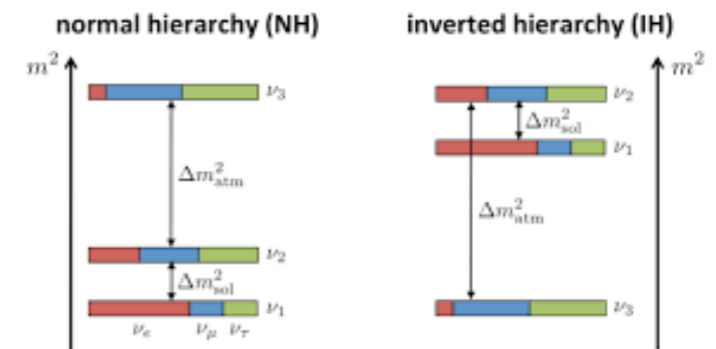 normal hierarchy (NH)
inverted hierarchy (IH)
m²
ν₃
Δm²atm
ν₂
Δm²sol
ν₁
νₑ νμ ντ
m²
ν₂
Δm²sol
ν₁
Δm²atm
ν₃